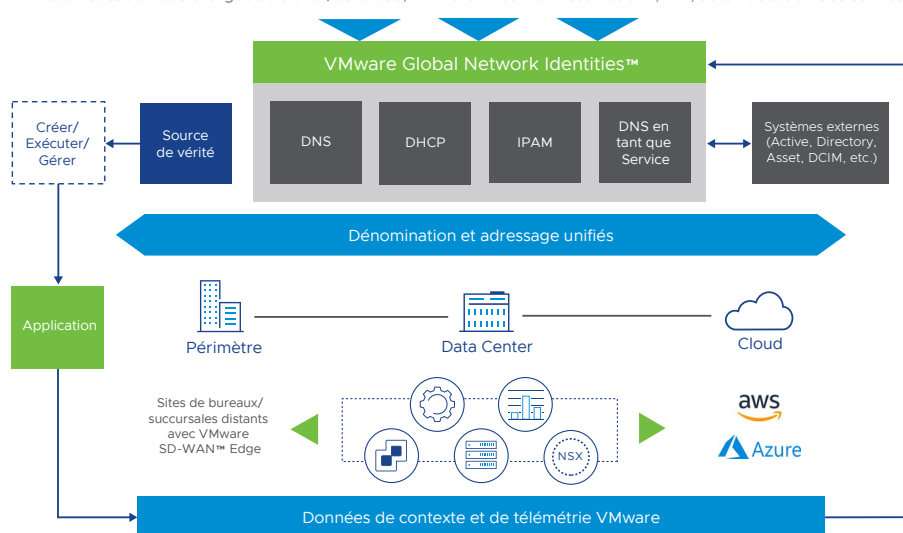 VMware Global Network Identities™
Créer/
Exécuter/
Gérer
Source
de vérité
DNS
DHCP
IPAM
DNS en
tant que
Service
Systèmes externes
(Active, Directory,
Asset, DCIM, etc.)
Dénomination et adressage unifiés
Application
Périmètre
Data Center
Cloud
Sites de bureaux/
succursales distants
avec VMware
SD-WAN™ Edge
NSX
aws
Azure
Données de contexte et de télémétrie VMware